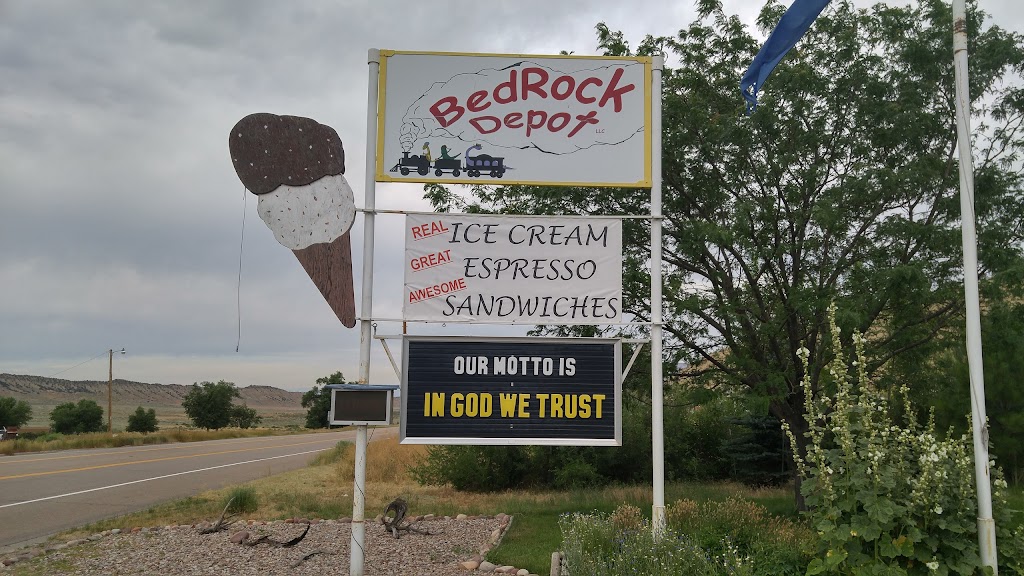 BedRock
Depot LLC
REAL ICE CREAM
GREAT ESPRESSO
AWESOME SANDWICHES
OUR MOTTO IS
IN GOD WE TRUST